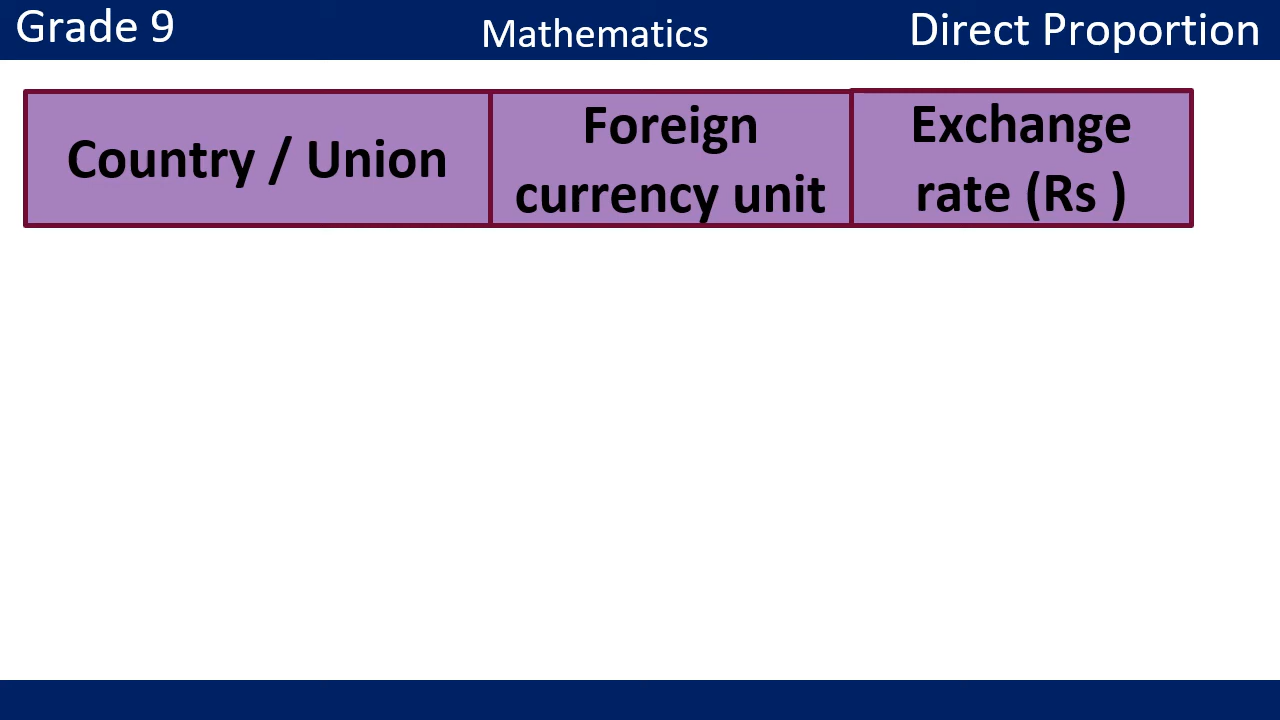 Grade 9
Mathematics
Direct Proportion
Country / Union
Foreign
currency unit
Exchange
rate (Rs )